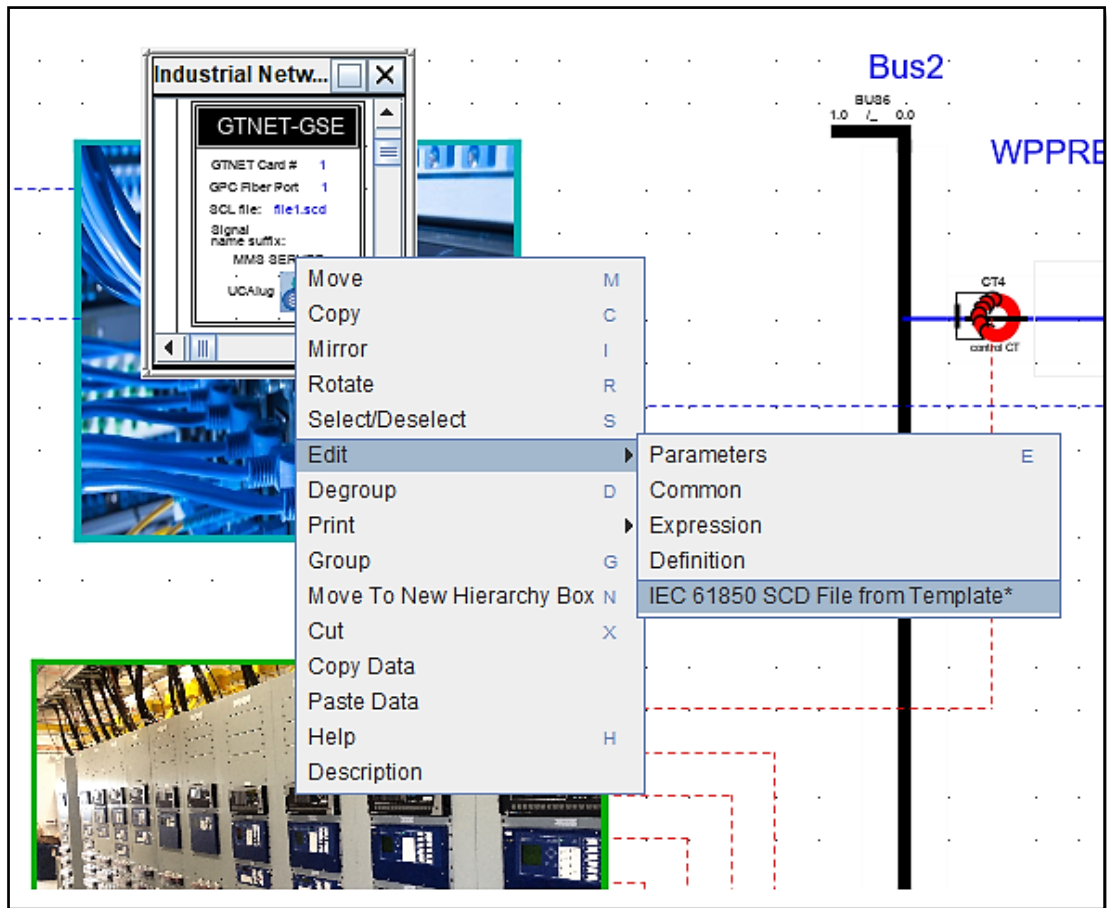 Industrial Netw...
GTNET-GSE
GTNET Card # 1
GPC Fiber Port 1
SCL file: file1.scd
Signal
name suffix:
MMS SER
UCAIug
Move M
Copy C
Mirror I
Rotate R
Select/Deselect S
Edit
Degroup D
Print
Group G
Move To New Hierarchy Box N
Cut X
Copy Data
Paste Data
Help H
Description
Parameters E
Common
Expression
Definition
IEC 61850 SCD File from Template*
Bus2
BUS6
1.0 /_ 0.0
WPPRE
CT4
control CT